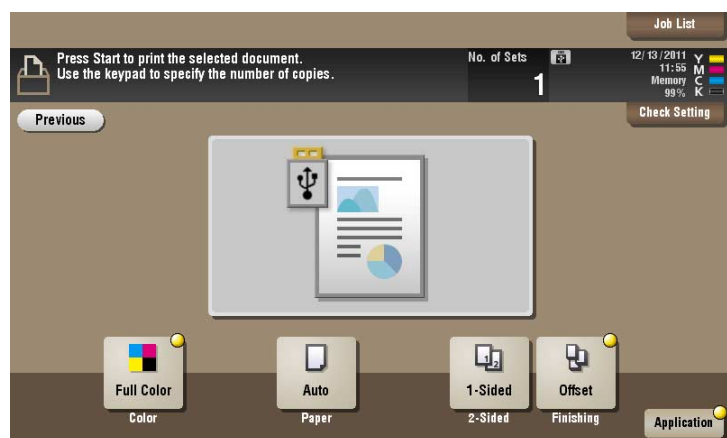 Job List
Press Start to print the selected document.
Use the keypad to specify the number of copies.
No. of Sets
1
12/13/2011
11:55
Memory
99%
Y
M
C
K
Previous
Check Setting
1 2
Full Color
Auto
1-Sided
Offset
Color
Paper
2-Sided
Finishing
Application